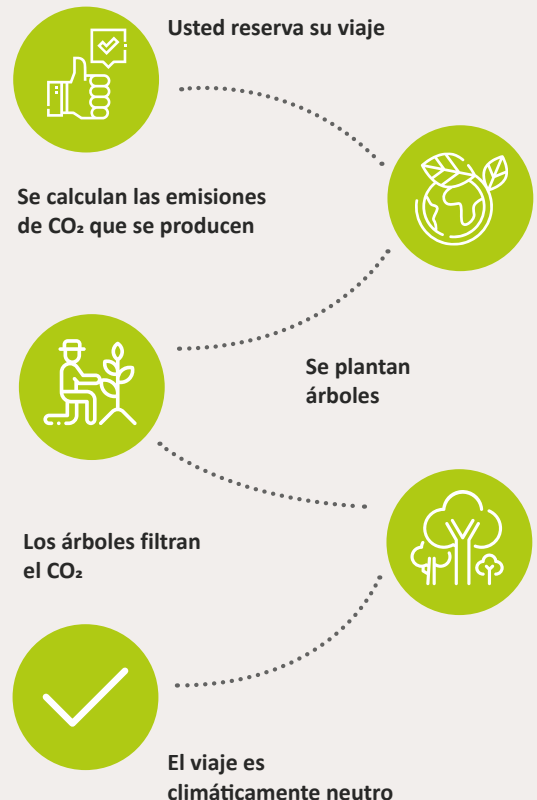 Usted reserva su viaje
Se calculan las emisiones
de CO₂ que se producen
Se plantan
árboles
Los árboles filtran
el CO₂
El viaje es
climáticamente neutro